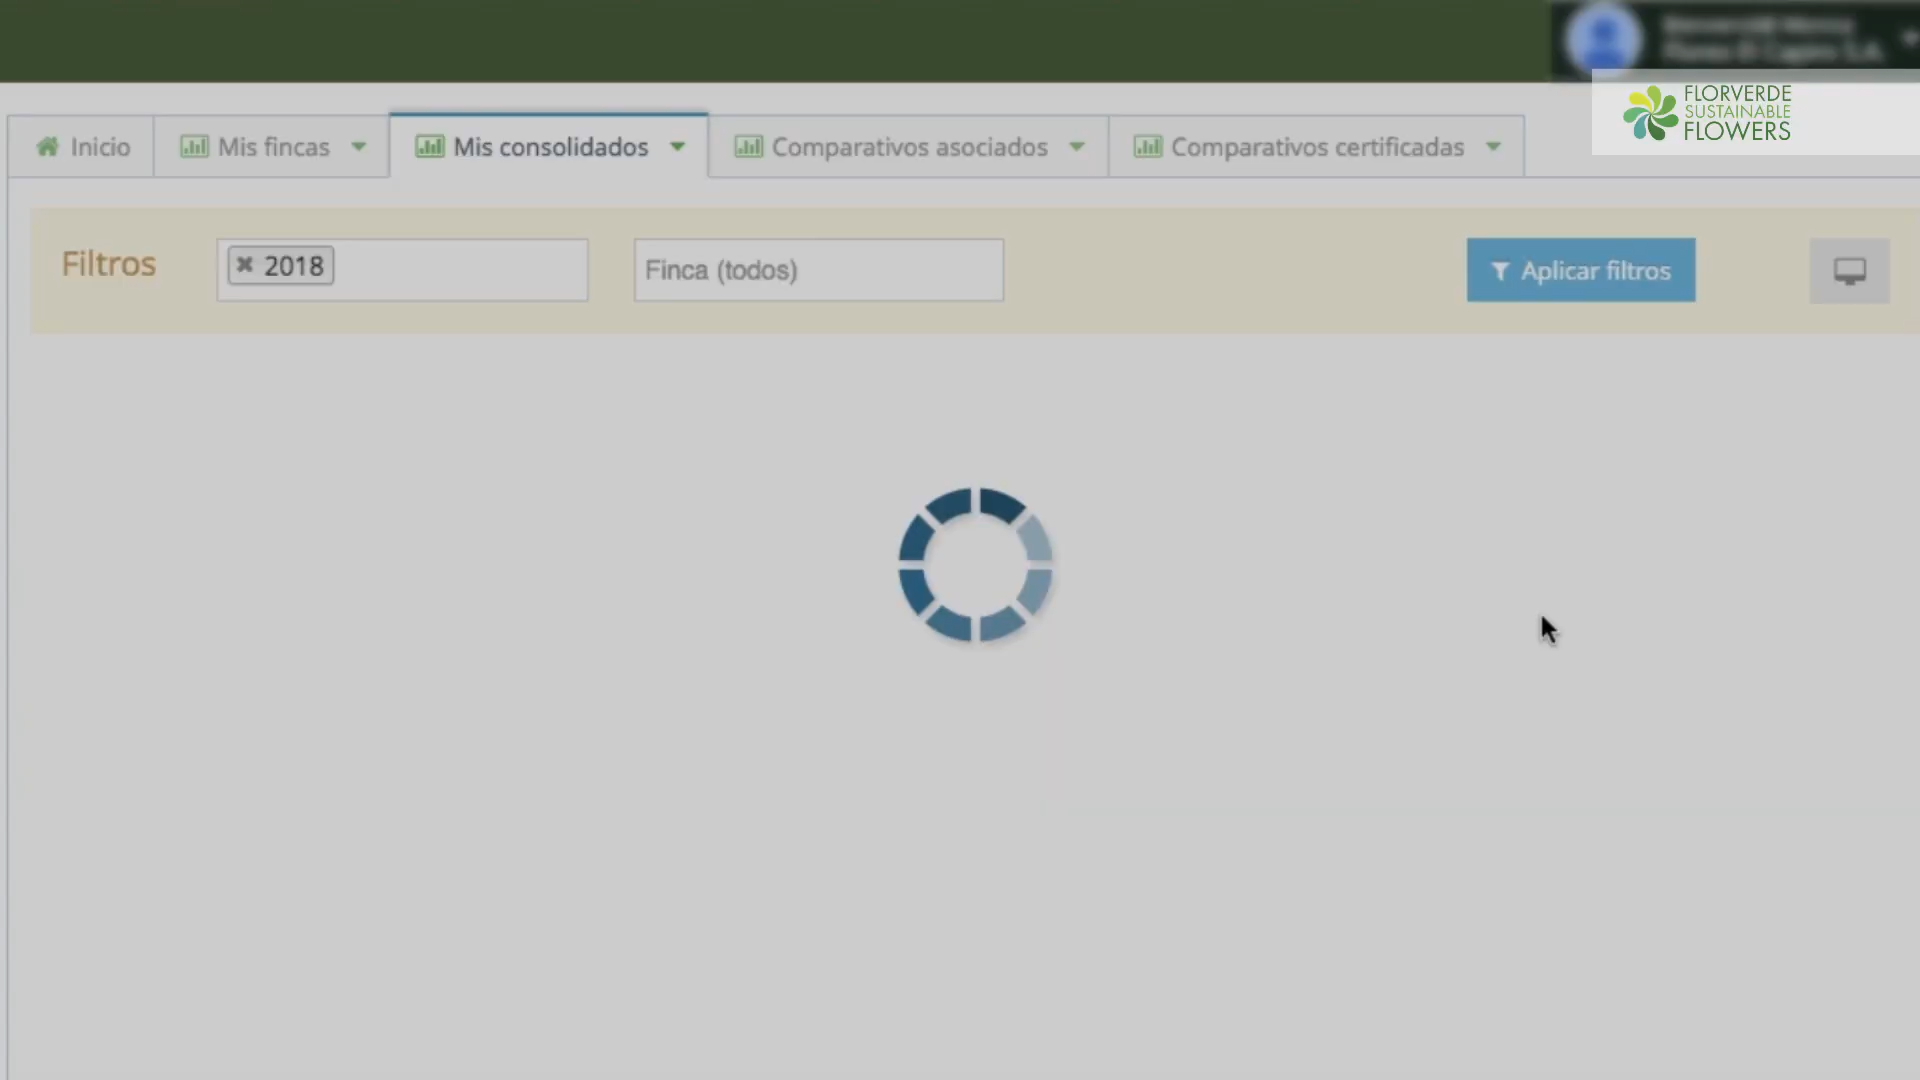 FLORVERDE
SUSTAINABLE
FLOWERS
Inicio
Mis fincas
Mis consolidados
Comparativos asociados
Comparativos certificadas
Filtros
2018
Finca (todos)
Aplicar filtros